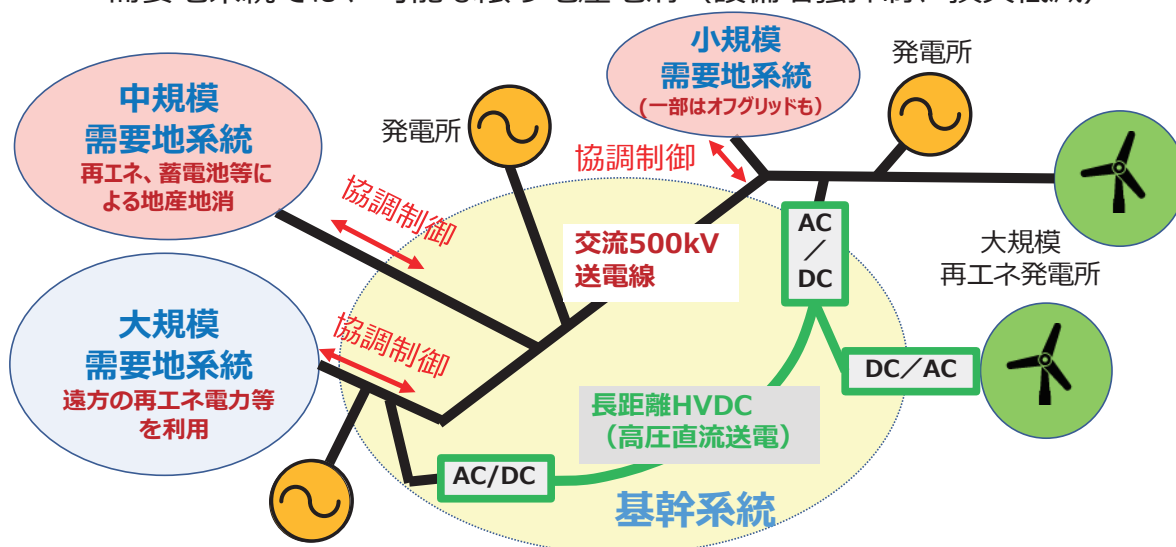 小規模
需要地系統
(一部はオフグリッドも)
発電所
中規模
需要地系統
再エネ、蓄電池等に
よる地産地消
発電所
協調制御
協調制御
交流500kV
送電線
AC
／
DC
大規模
再エネ発電所
大規模
需要地系統
遠方の再エネ電力等
を利用
協調制御
DC／AC
長距離HVDC
（高圧直流送電）
AC/DC
基幹系統